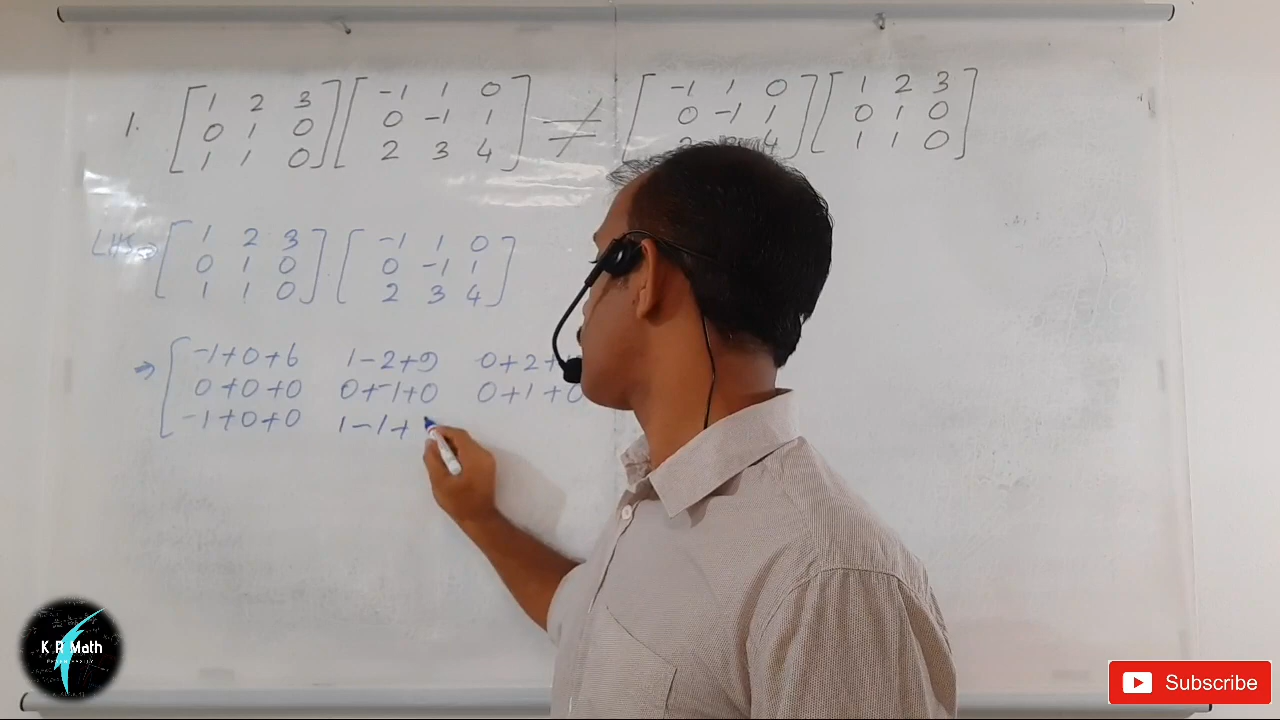 1. [1 2 3] [-1 1 0] ≠ [-1 1 0] [1 2 3]
[0 1 0] [0 -1 1] [0 -1 1] [0 1 0]
[1 1 0] [2 3 4] 4] [1 1 0]
LHS [1 2 3] [-1 1 0]
[0 1 0] [0 -1 1]
[1 1 0] [2 3 4]
⇒ [-1+0+6 1-2+9 0+2+
0+0+0 0+-1+0 0+1+0
-1+0+0 1-1+
K R Math
Subscribe